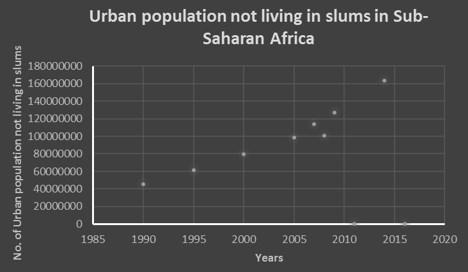 Urban population not living in slums in Sub-
Saharan Africa
No. of Urban population not living in slums
180000000
160000000
140000000
120000000
100000000
80000000
60000000
40000000
20000000
0
1985 1990 1995 2000 2005 2010 2015 2020
Years